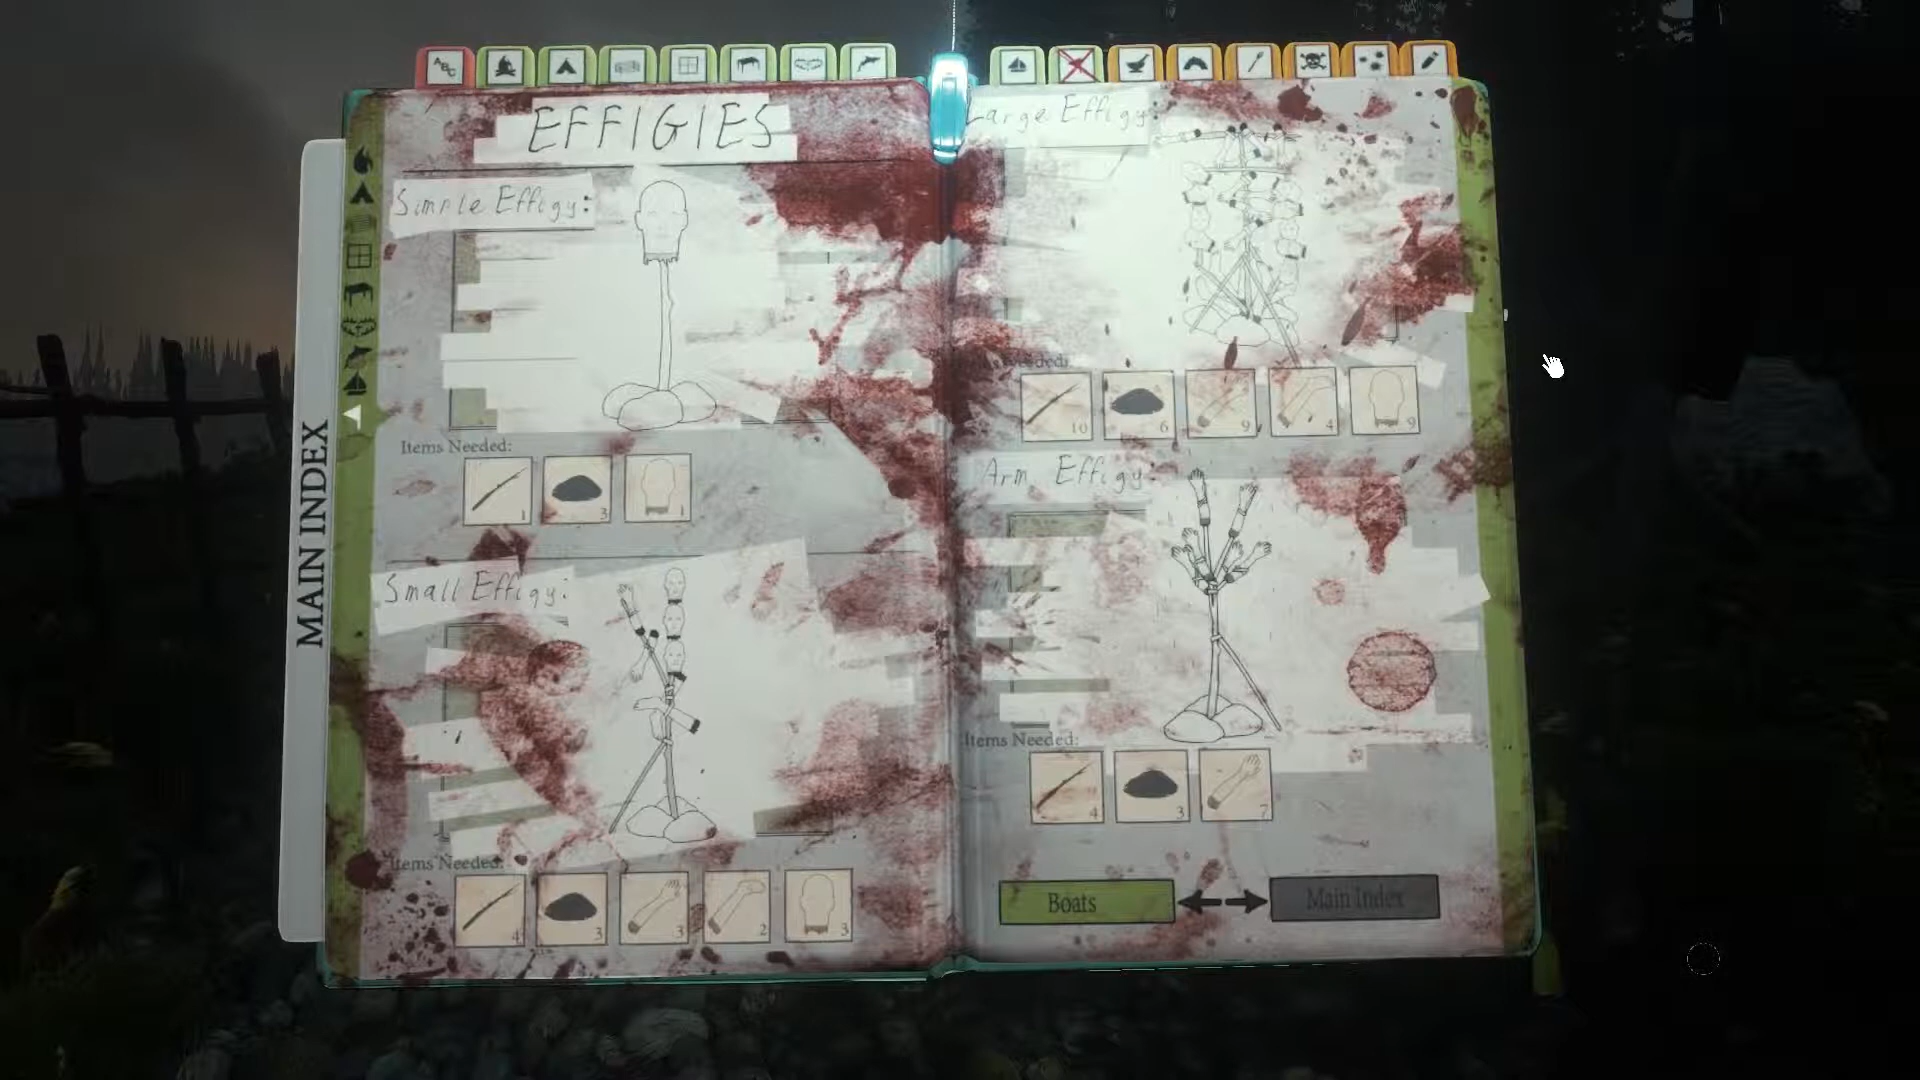 ABC
EFFIGIES
Simple Effigy:
Items Needed:
1
3
1
Small Effigy:
Items Needed:
4
3
3
2
3
MAIN INDEX
Large Effigy:
Needed:
10
6
9
4
9
Arm Effigy:
Items Needed:
4
3
7
Boats
Main Index